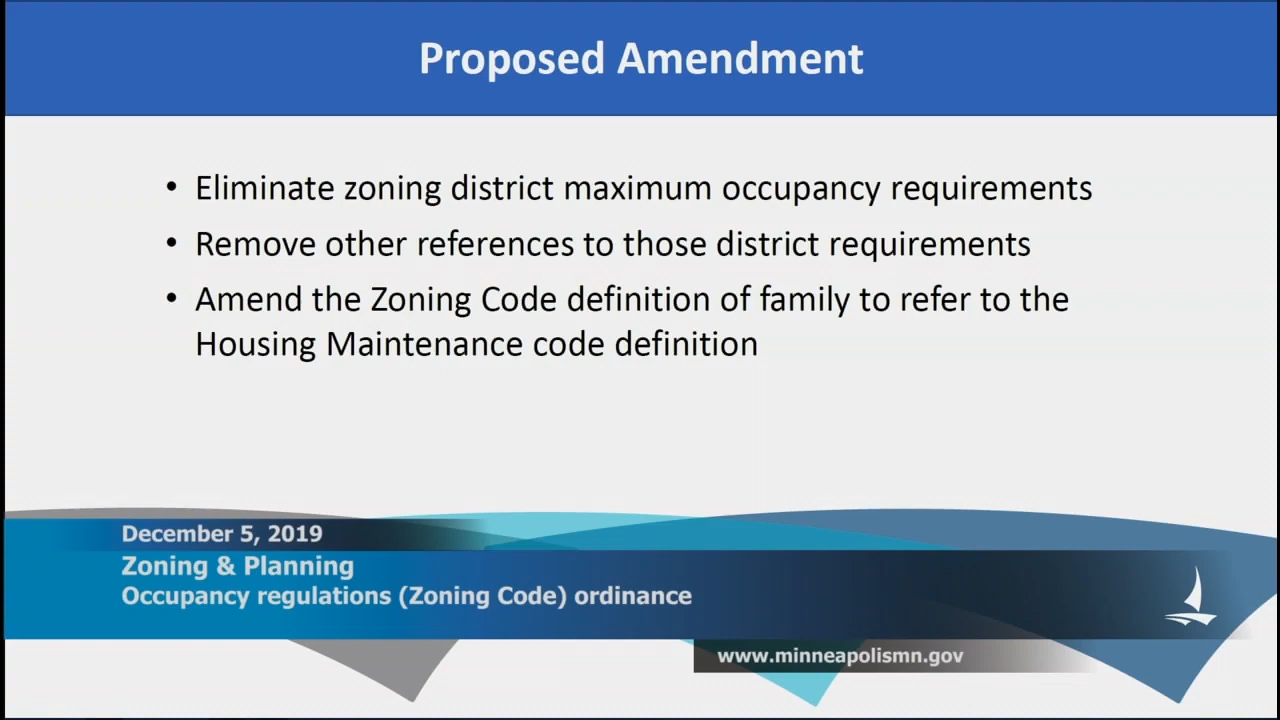 Proposed Amendment
• Eliminate zoning district maximum occupancy requirements
• Remove other references to those district requirements
• Amend the Zoning Code definition of family to refer to the
Housing Maintenance code definition
December 5, 2019
Zoning & Planning
Occupancy regulations (Zoning Code) ordinance
www.minneapolismn.gov